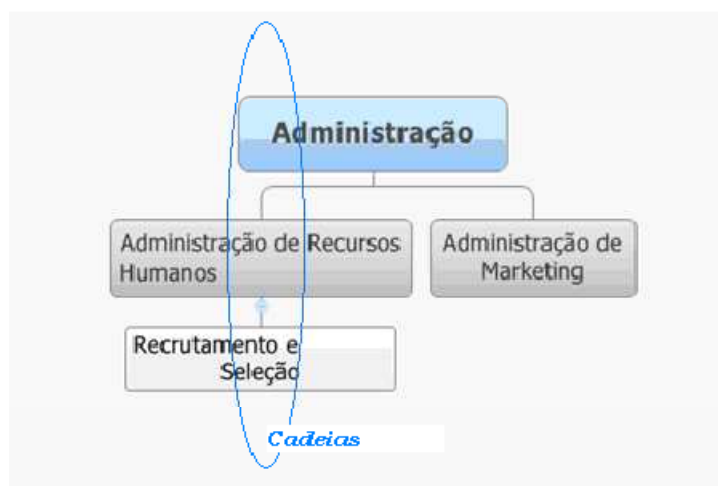 Administração
Administração de Recursos
Humanos
Administração de
Marketing
Recrutamento e
Seleção
Cadeias